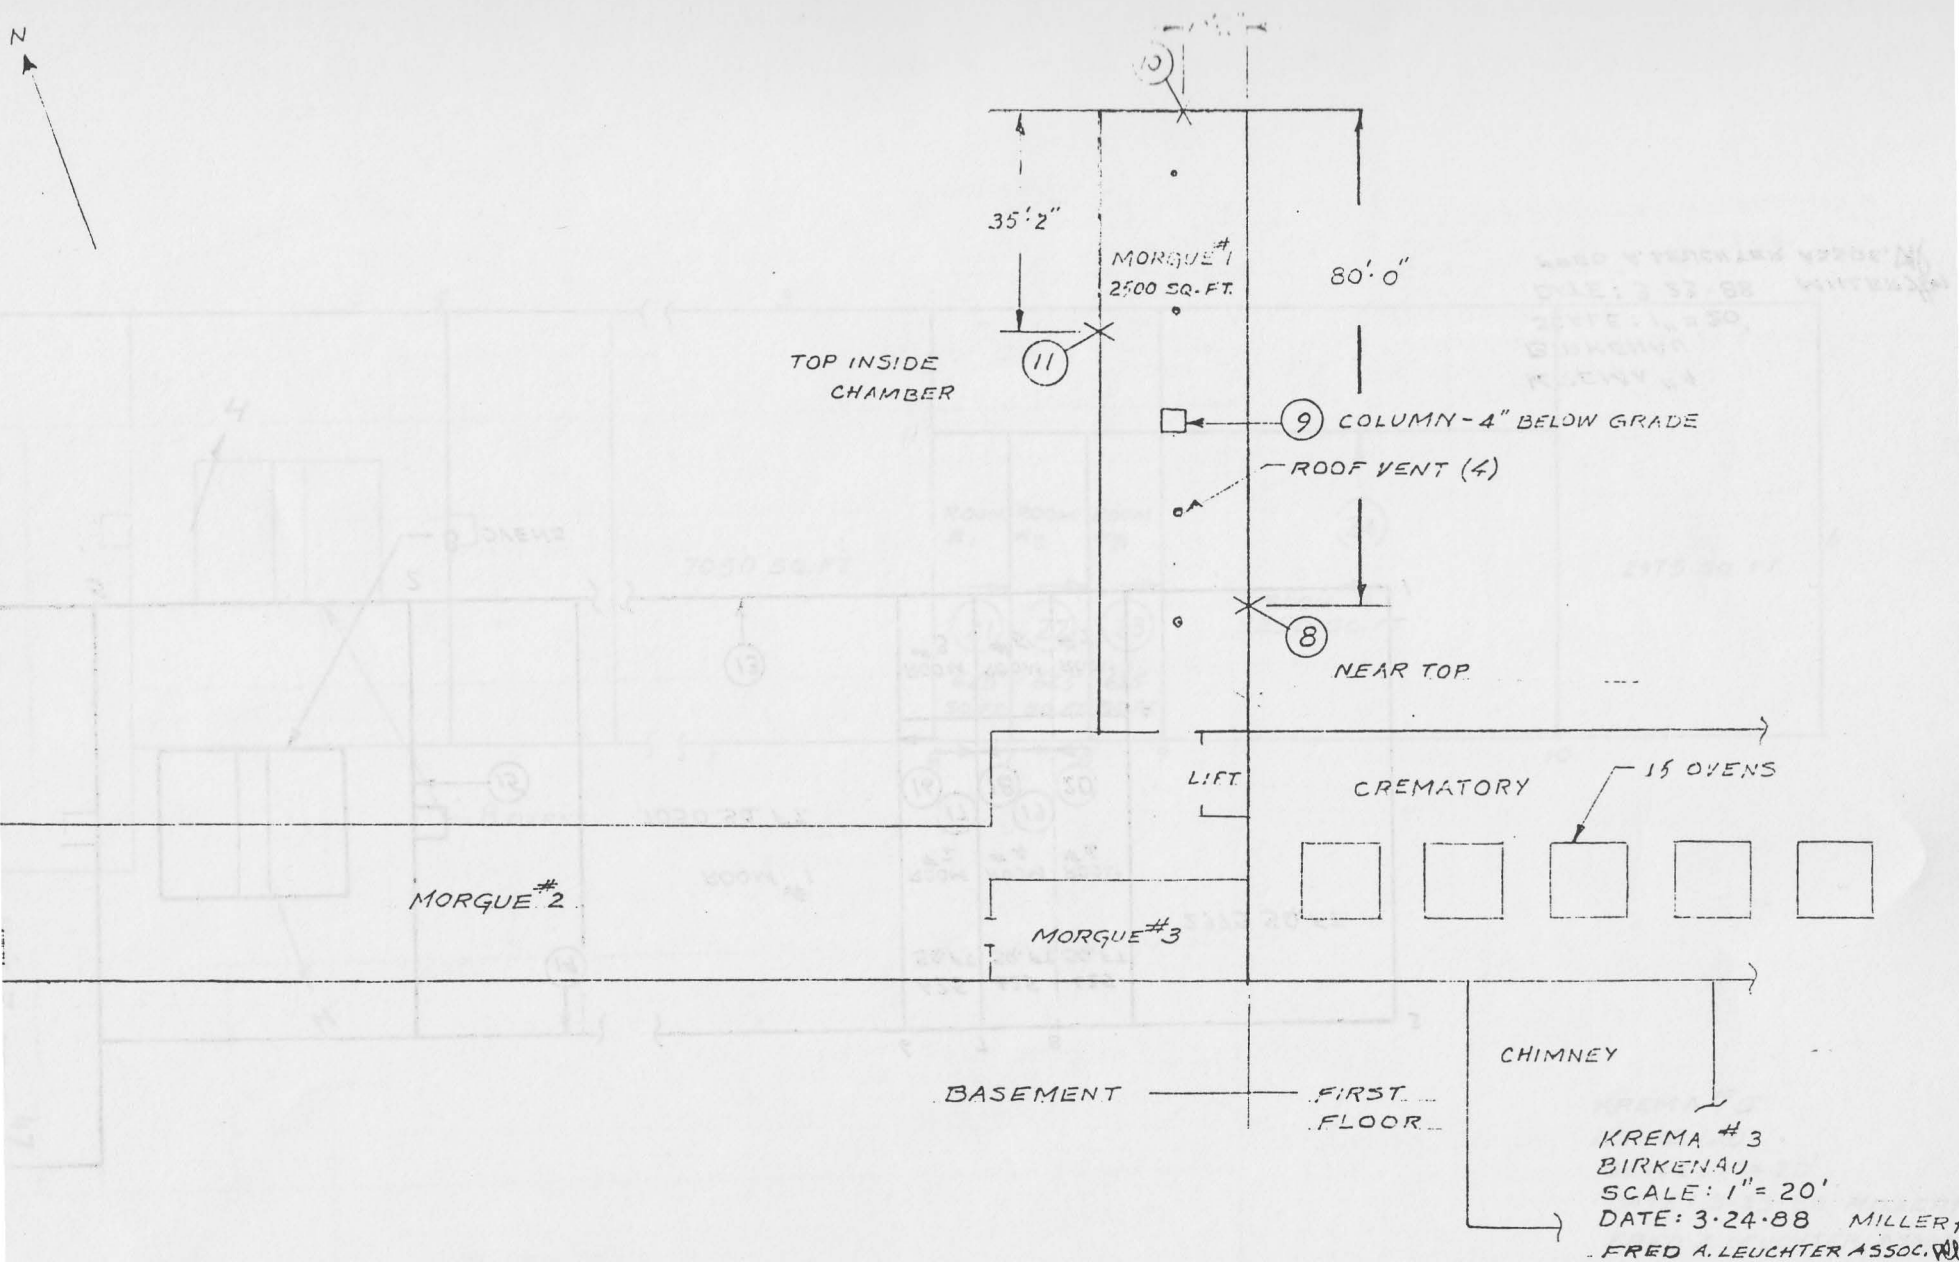 N
10
35'-2"
MORGUE #1
2500 SQ.FT.
80'-0"
TOP INSIDE
CHAMBER
11
9 COLUMN-4" BELOW GRADE
ROOF VENT (4)
8
NEAR TOP
LIFT
CREMATORY
15 OVENS
MORGUE #2
MORGUE #3
CHIMNEY
BASEMENT
FIRST
FLOOR
KREMA #3
BIRKENAU
SCALE: 1"= 20'
DATE: 3·24·88 MILLER
FRED A. LEUCHTER ASSOC.